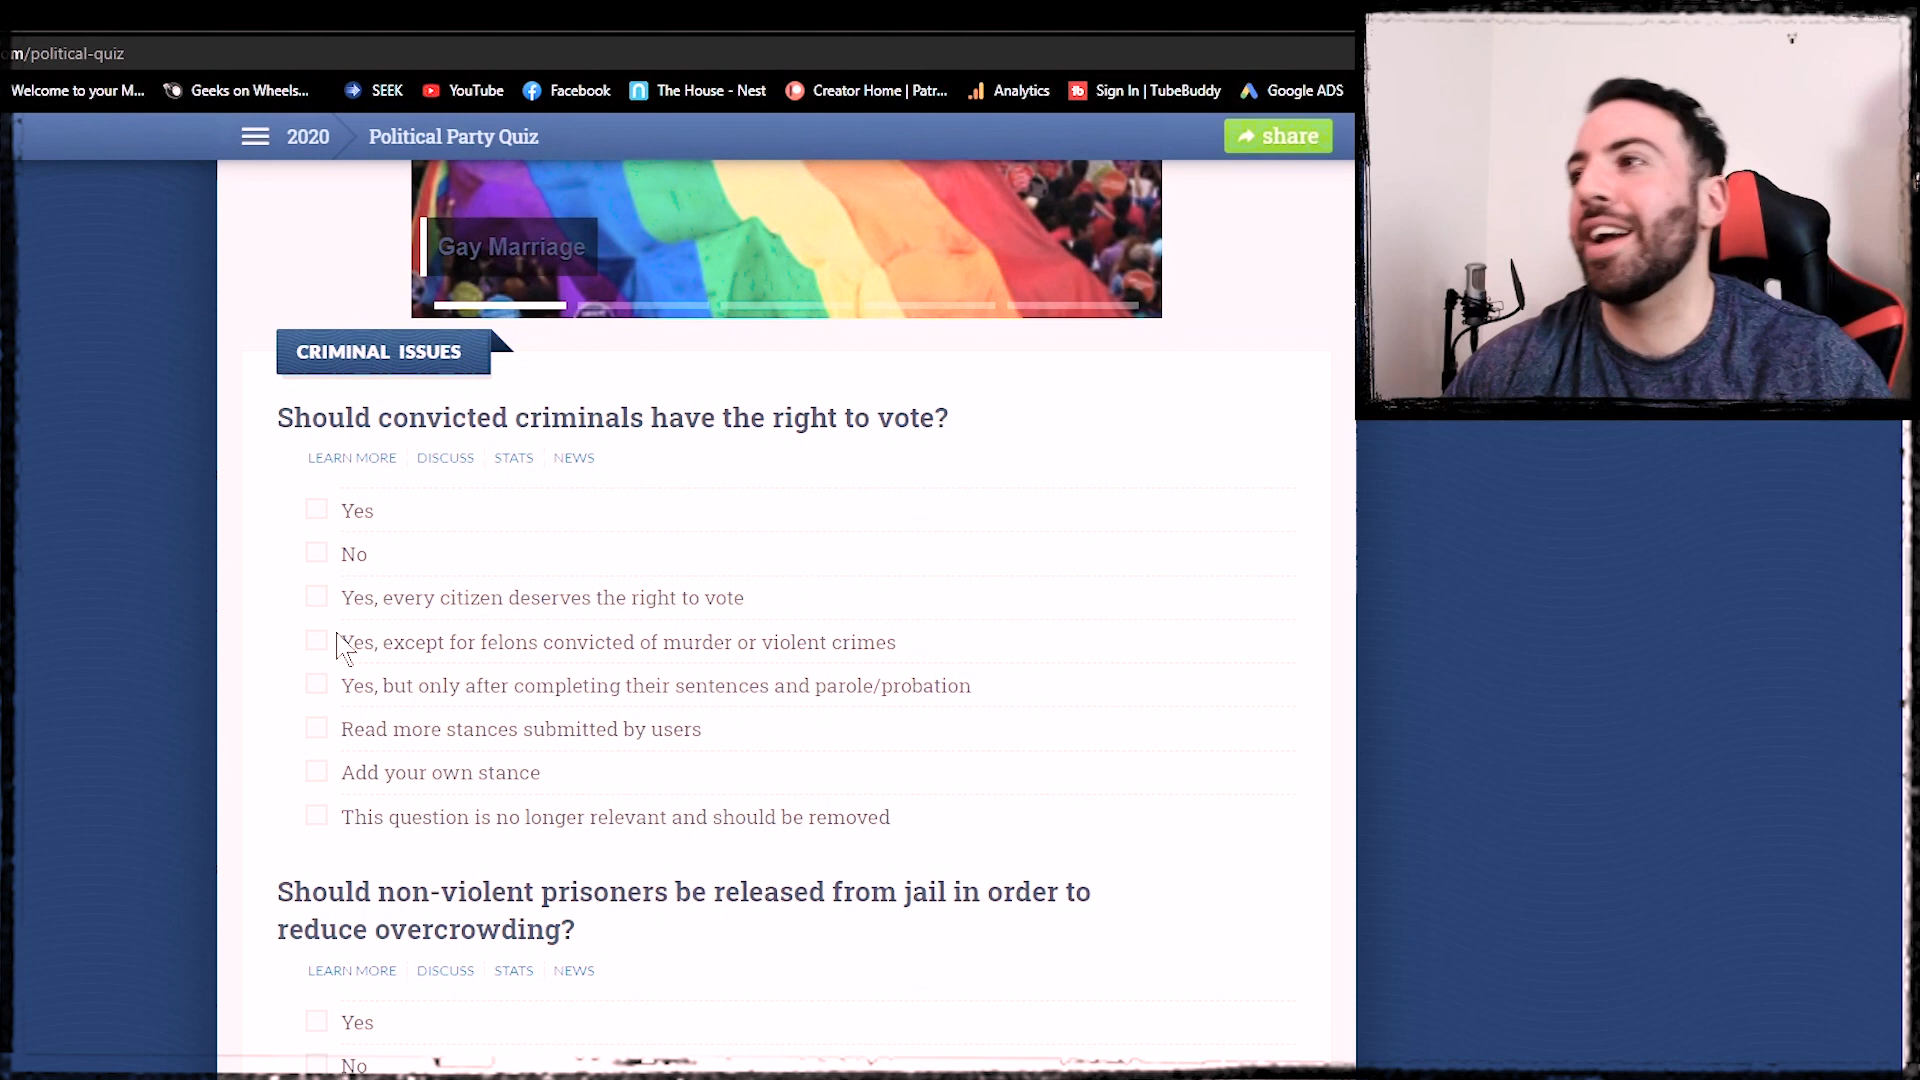 m/political-quiz
Welcome to your M... Geeks on Wheels... SEEK YouTube Facebook The House - Nest Creator Home | Patr... Analytics Sign In | TubeBuddy Google ADS
2020 Political Party Quiz share
Gay Marriage
CRIMINAL ISSUES
Should convicted criminals have the right to vote?
LEARN MORE DISCUSS STATS NEWS
Yes
No
Yes, every citizen deserves the right to vote
Yes, except for felons convicted of murder or violent crimes
Yes, but only after completing their sentences and parole/probation
Read more stances submitted by users
Add your own stance
This question is no longer relevant and should be removed
Should non-violent prisoners be released from jail in order to
reduce overcrowding?
LEARN MORE DISCUSS STATS NEWS
Yes
No